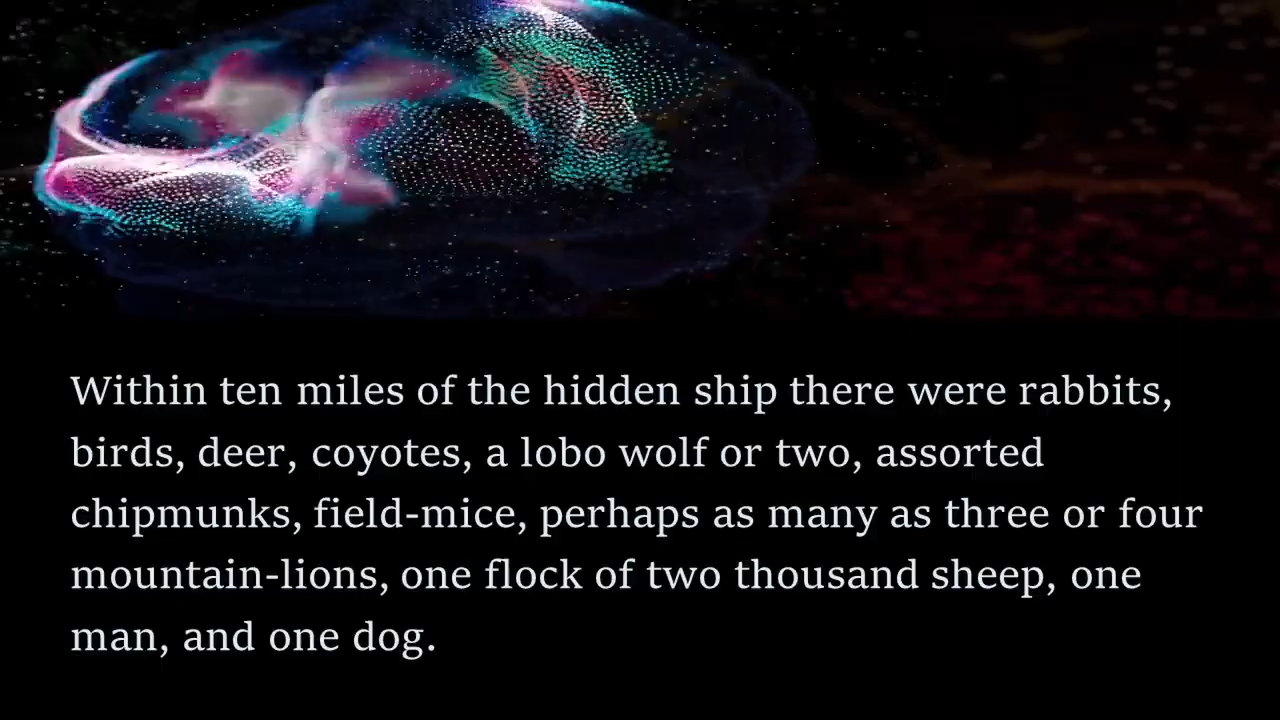 Within ten miles of the hidden ship there were rabbits,
birds, deer, coyotes, a lobo wolf or two, assorted
chipmunks, field-mice, perhaps as many as three or four
mountain-lions, one flock of two thousand sheep, one
man, and one dog.